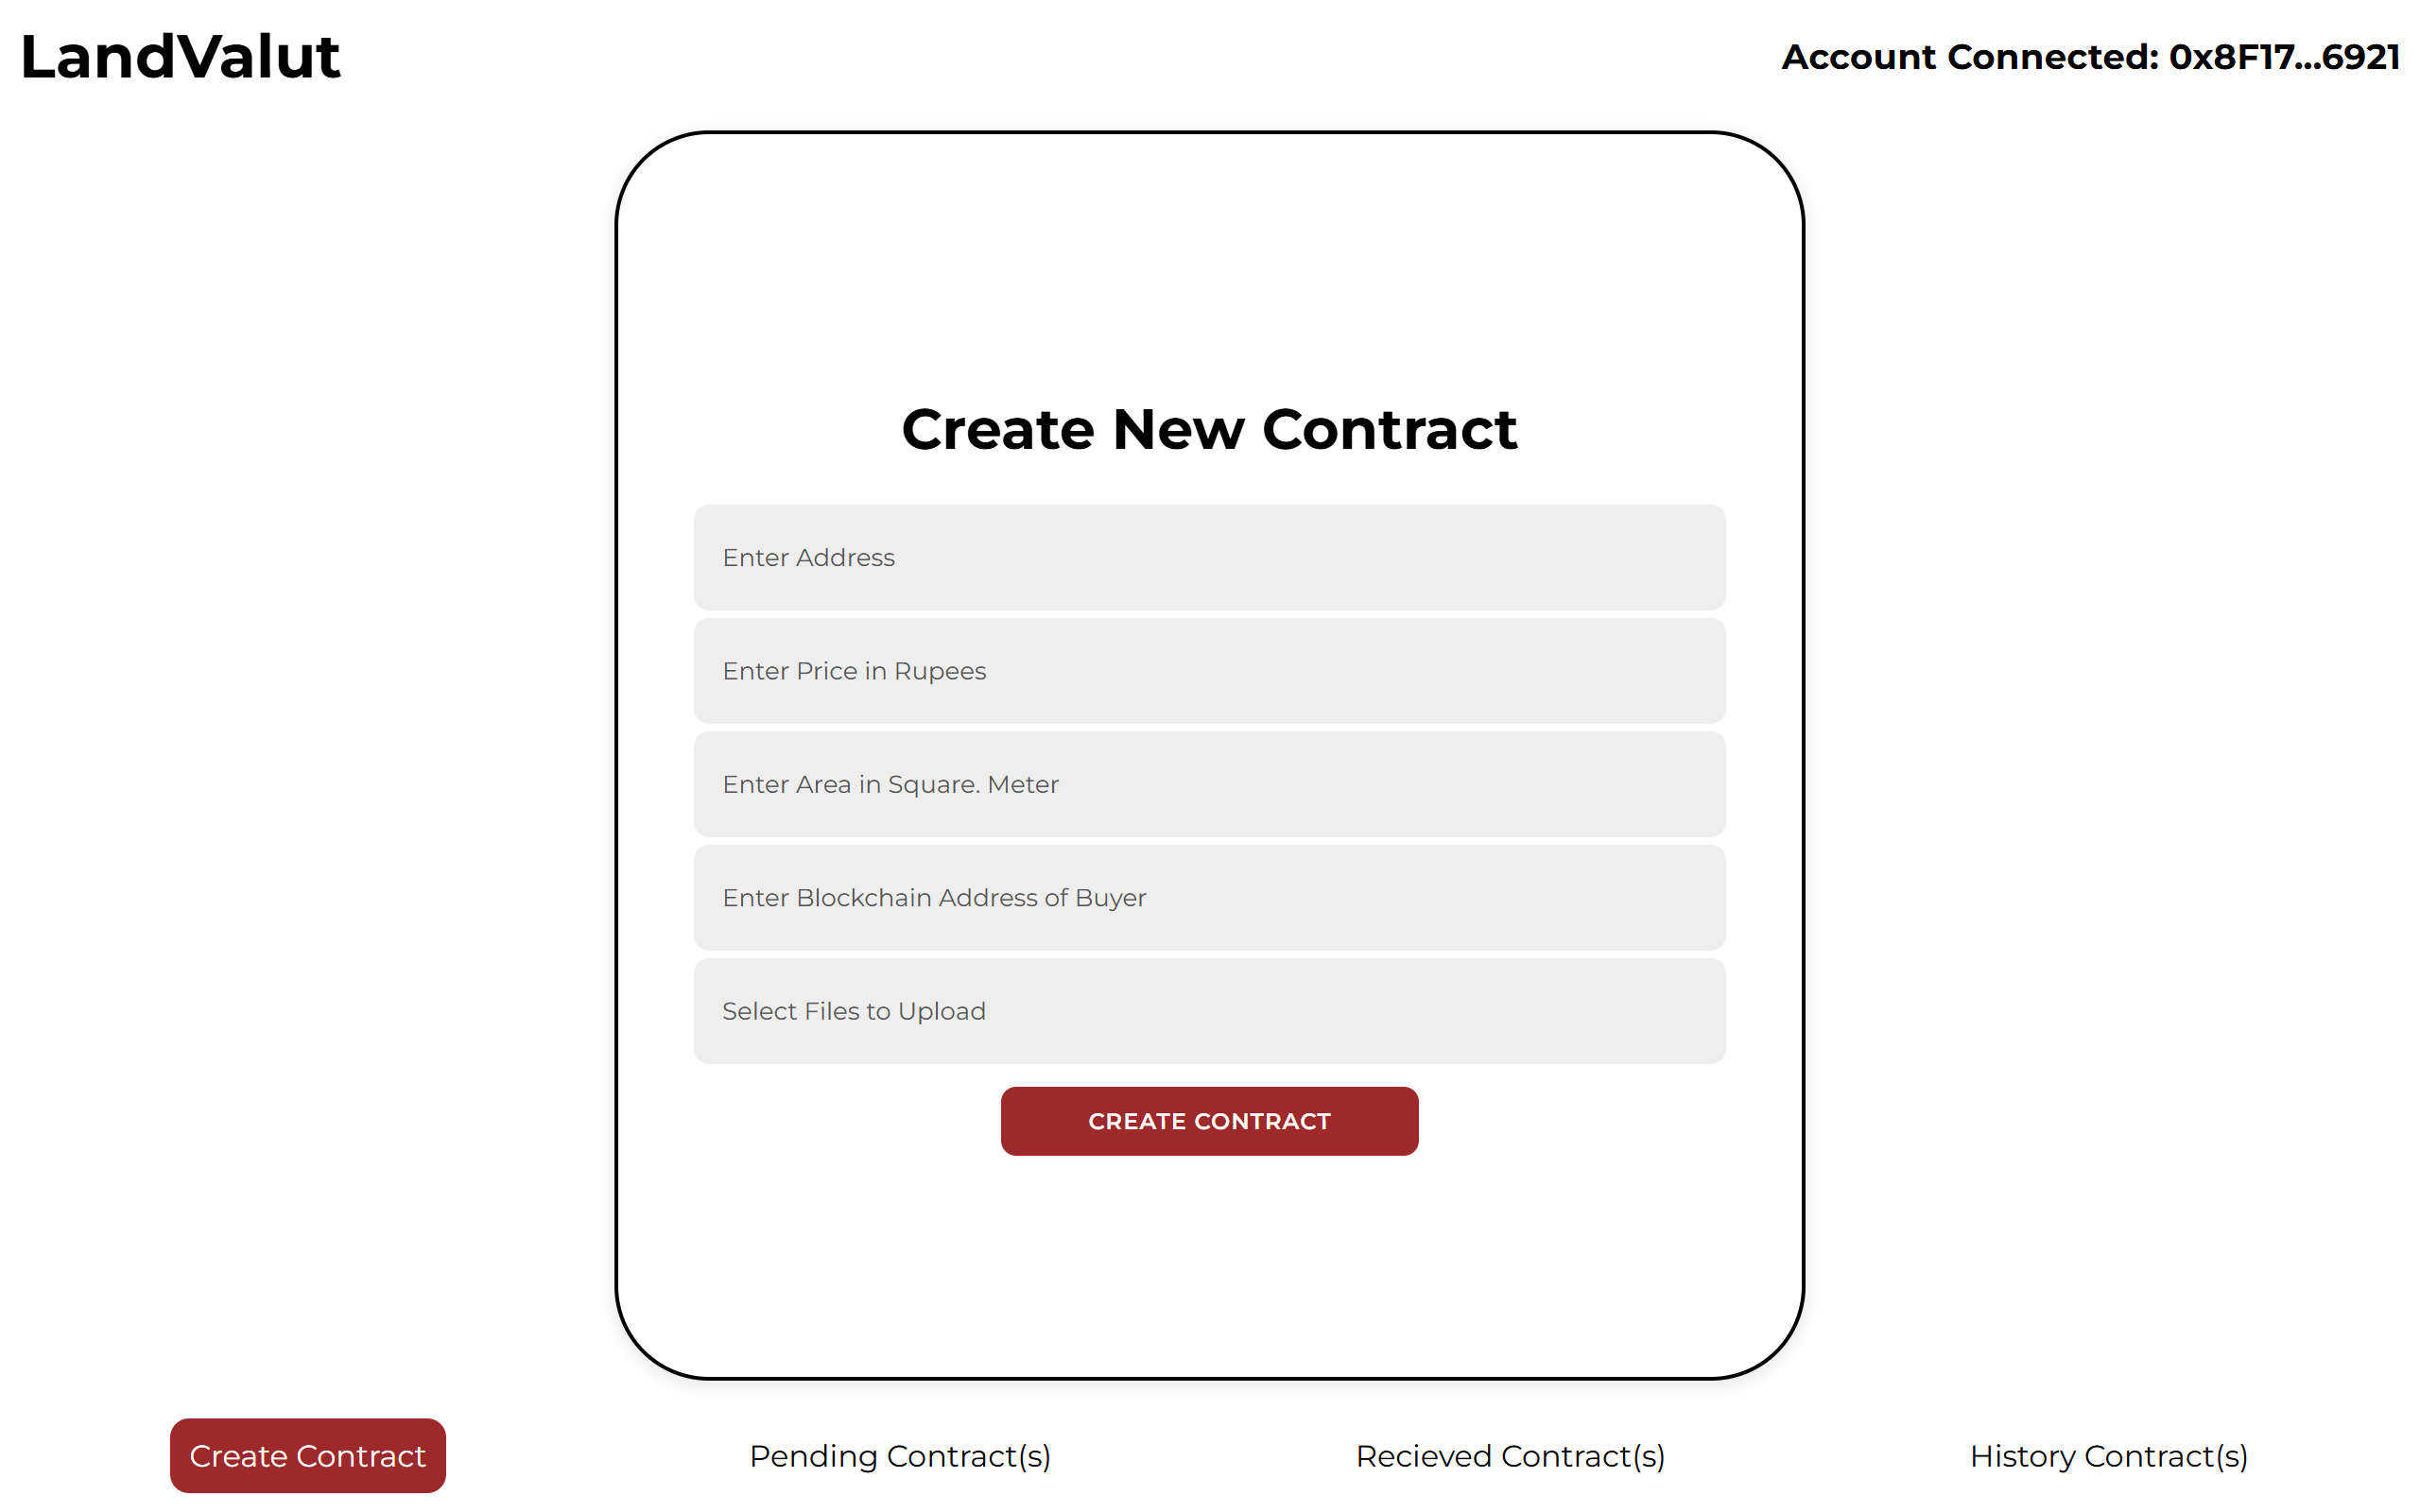 LandValut
Account Connected: 0x8F17...6921
Create New Contract
Enter Address
Enter Price in Rupees
Enter Area in Square. Meter
Enter Blockchain Address of Buyer
Select Files to Upload
CREATE CONTRACT
Create Contract
Pending Contract(s)
Recieved Contract(s)
History Contract(s)